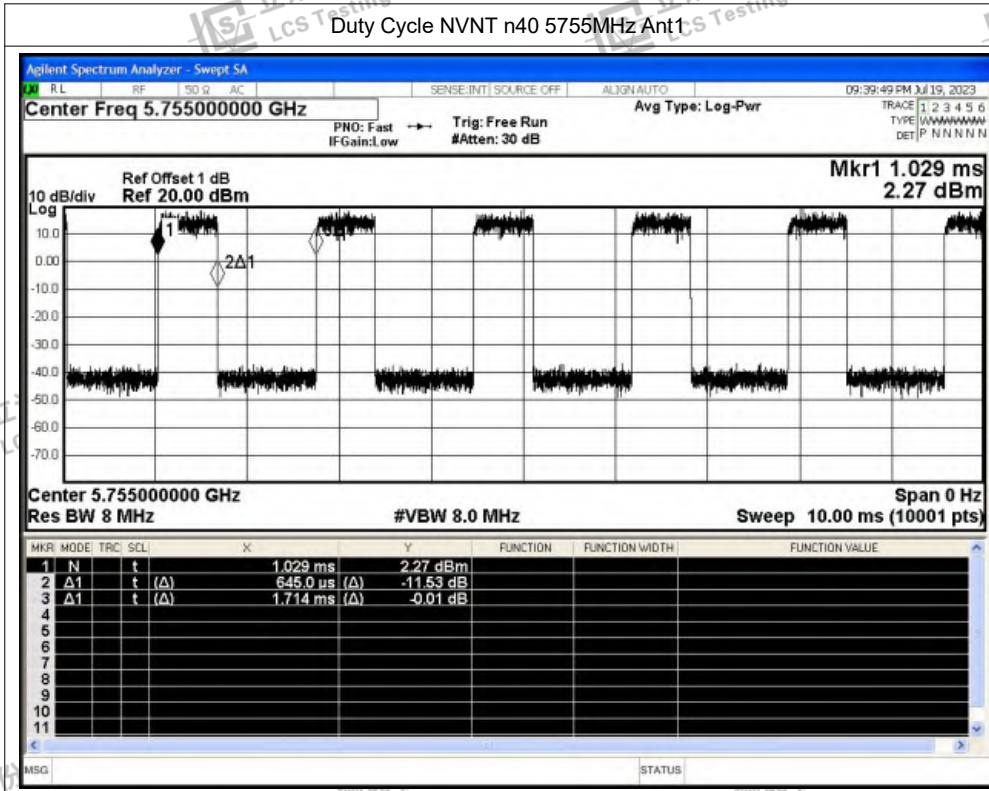 LCS Testing
LCS Testing
Duty Cycle NVNT n40 5755MHz Ant1
Agilent Spectrum Analyzer - Swept SA
RL RF 50 Ω AC SENSE:INT SOURCE OFF ALIGN AUTO 09:39:49 PM Jul 19, 2023
Center Freq 5.755000000 GHz Avg Type: Log-Pwr TRACE 1 2 3 4 5 6
PNO: Fast Trig: Free Run TYPE WWWWWW
IFGain:Low #Atten: 30 dB DET P N N N N N
Mkr1 1.029 ms
Ref Offset 1 dB
10 dB/div Ref 20.00 dBm 2.27 dBm
Log
10.0
1
0.00
2Δ1
-10.0
-20.0
-30.0
-40.0
-50.0
-60.0
-70.0
Center 5.755000000 GHz Span 0 Hz
Res BW 8 MHz #VBW 8.0 MHz Sweep 10.00 ms (10001 pts)
MKR MODE TRC SCL X Y FUNCTION FUNCTION WIDTH FUNCTION VALUE
1 N t 1.029 ms 2.27 dBm
2 Δ1 t (Δ) 645.0 µs (Δ) -11.53 dB
3 Δ1 t (Δ) 1.714 ms (Δ) -0.01 dB
4
5
6
7
8
9
10
11
MSG STATUS